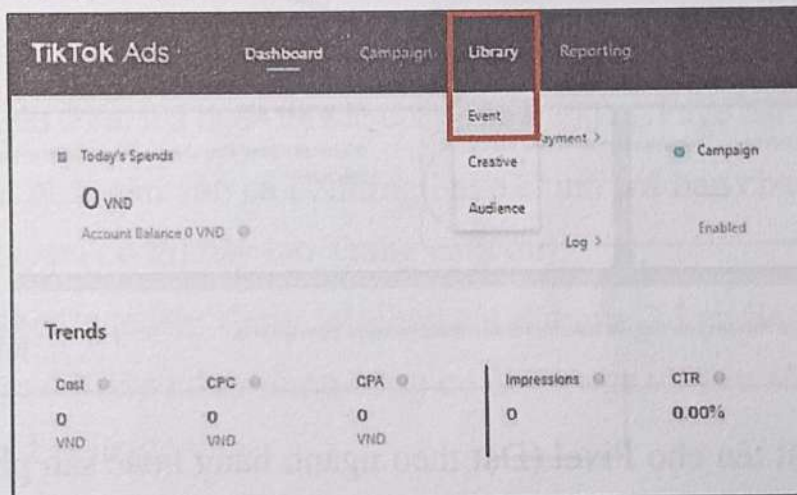 TikTok Ads Dashboard Campaign Library Reporting
Event
Today's Spends
ayment >
Campaign
Creative
0 VND
Audience
Account Balance 0 VND
Enabled
Log >
Trends
Cost CPC CPA Impressions CTR
0 0 0 0 0.00%
VND VND VND